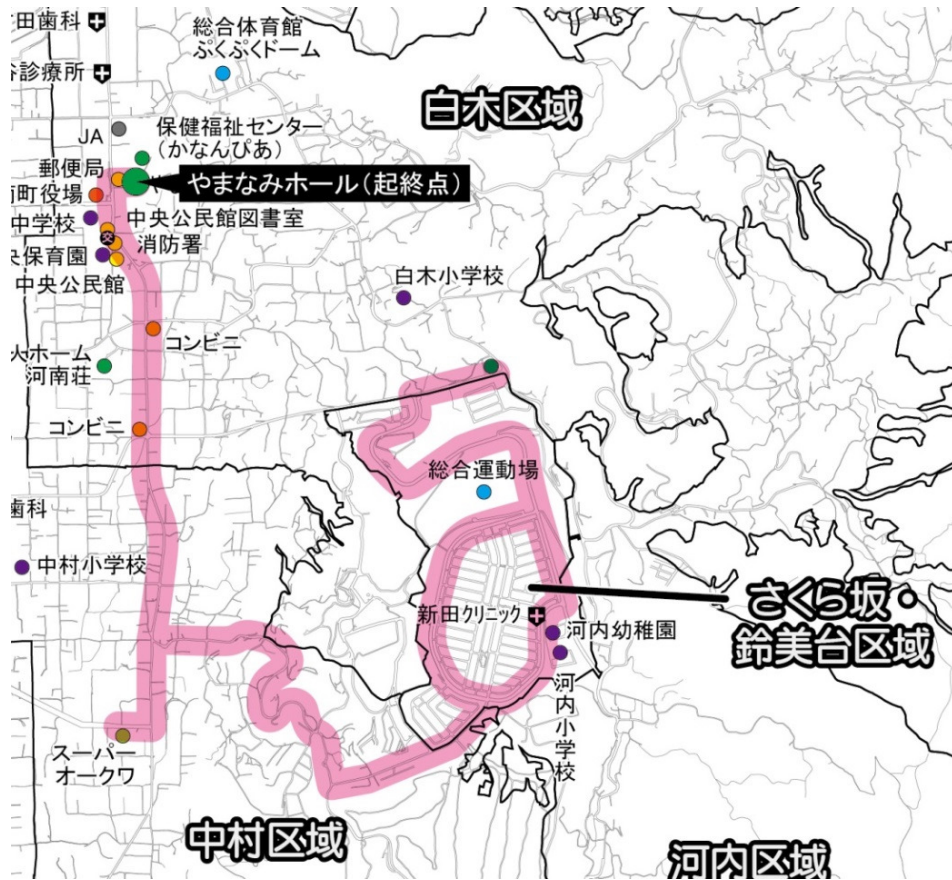 田歯科
総合体育館
ぷくぷくドーム
診療所
白木区域
JA
保健福祉センター
(かなんぴあ)
郵便局
やまなみホール(起終点)
町役場
中学校
中央公民館図書室
消防署
保育園
中央公民館
白木小学校
コンビニ
ホーム
河南荘
コンビニ
総合運動場
歯科
中村小学校
さくら坂・
鈴美台区域
新田クリニック
河内幼稚園
河内小学校
スーパー
オークワ
中村区域
河内区域